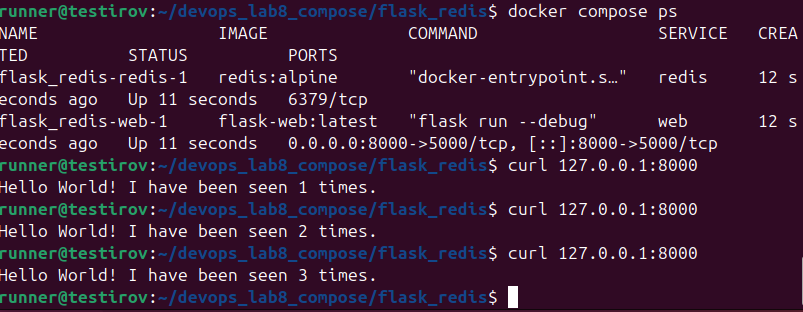 runner@testirov:~/devops_lab8_compose/flask_redis$ docker compose ps
NAME                  IMAGE              COMMAND                  SERVICE   CREA
TED         STATUS          PORTS
flask_redis-redis-1   redis:alpine       "docker-entrypoint.s…"   redis     12 s
econds ago   Up 11 seconds   6379/tcp
flask_redis-web-1     flask-web:latest   "flask run --debug"      web       12 s
econds ago   Up 11 seconds   0.0.0.0:8000->5000/tcp, [::]:8000->5000/tcp
runner@testirov:~/devops_lab8_compose/flask_redis$ curl 127.0.0.1:8000
Hello World! I have been seen 1 times.
runner@testirov:~/devops_lab8_compose/flask_redis$ curl 127.0.0.1:8000
Hello World! I have been seen 2 times.
runner@testirov:~/devops_lab8_compose/flask_redis$ curl 127.0.0.1:8000
Hello World! I have been seen 3 times.
runner@testirov:~/devops_lab8_compose/flask_redis$